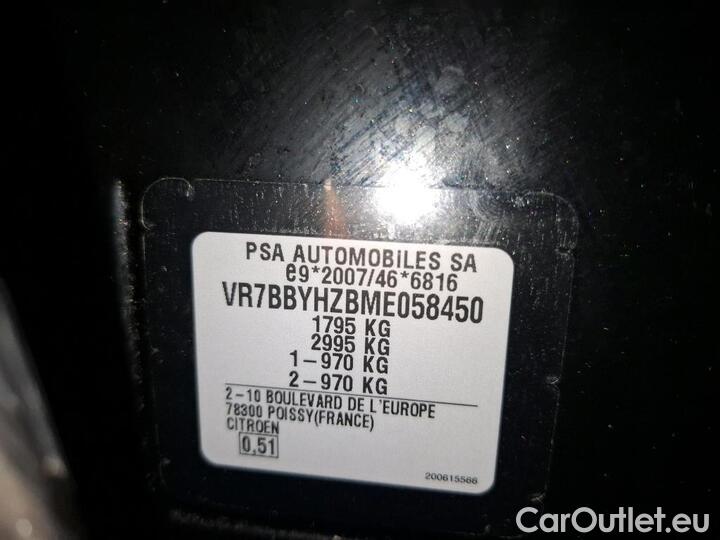 PSA AUTOMOBiLES SA
e9*2007/46*6816
VR7BBYHZBME058450
1795 KG
2995 KG
1-970 KG
2-970 KG
2-10 BOULEVARD DE L'EUROPE
78300 POISSY(FRANCE)
CITROEN
0,51
200615566
CarOutlet.eu